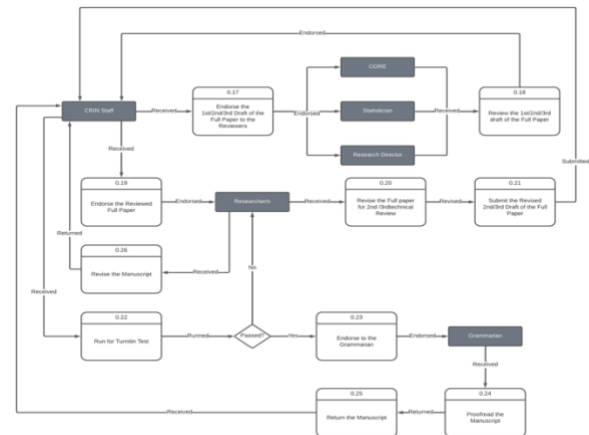 Endorsed
CORE
0.17
Endorse the
1st/2nd/3rd Draft of the
Full Paper to the
Reviewers
0.18
Review the 1st/2nd/3rd
draft of the Full Paper
CRIN Staff
Received
Endorsed
Statistician
Received
Research Director
Received
Submitted
0.19
Endorse the Reviewed
Full Paper
Endorsed
Researchers
Received
0.20
Revise the Full paper
for 2nd /3rdtechnical
Review
Revised
0.21
Submit the Revised
2nd/3rd Draft of the Full
Paper
Returned
0.26
Revise the Manuscript
Received
No
Received
0.22
Run for Turnitin Test
Runned
Passed?
Yes
0.23
Endorse to the
Grammarian
Endorsed
Grammarian
Received
Received
0.25
Return the Manuscript
Returned
0.24
Proofread the
Manuscript